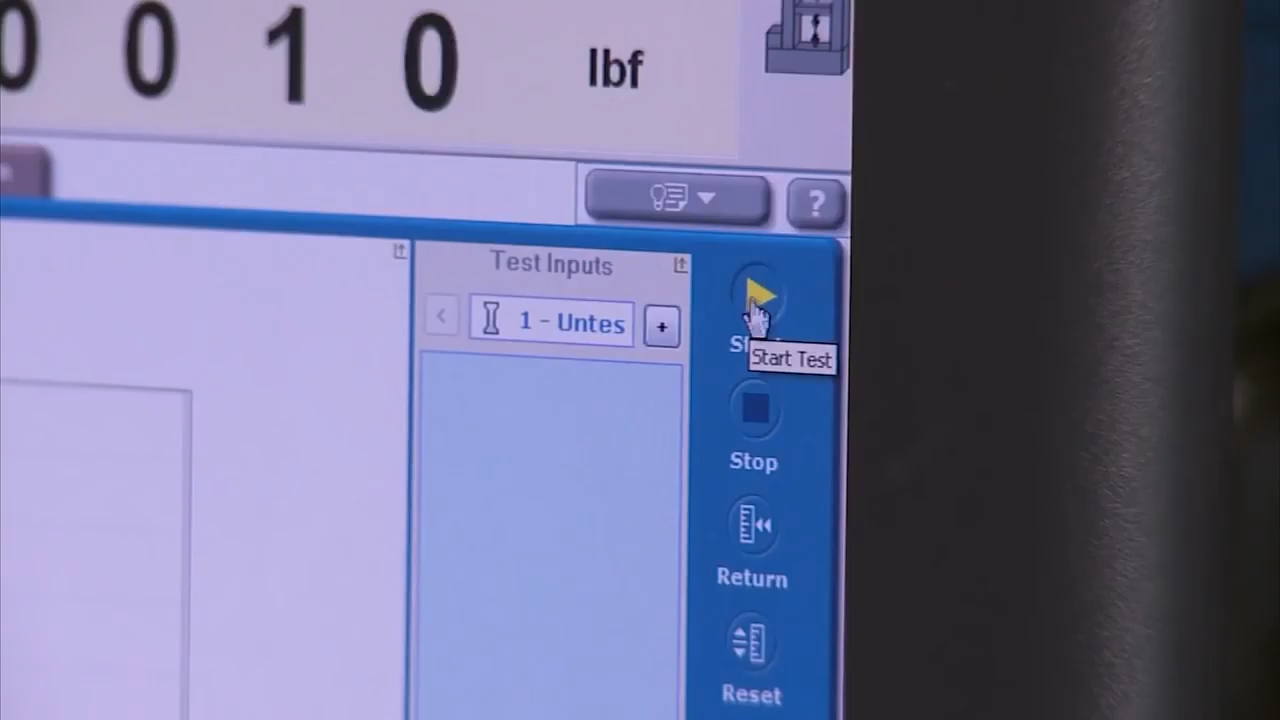 0 0 1 0 lbf
?
Test Inputs
< 1 - Untes +
Start Test
Stop
Return
Reset